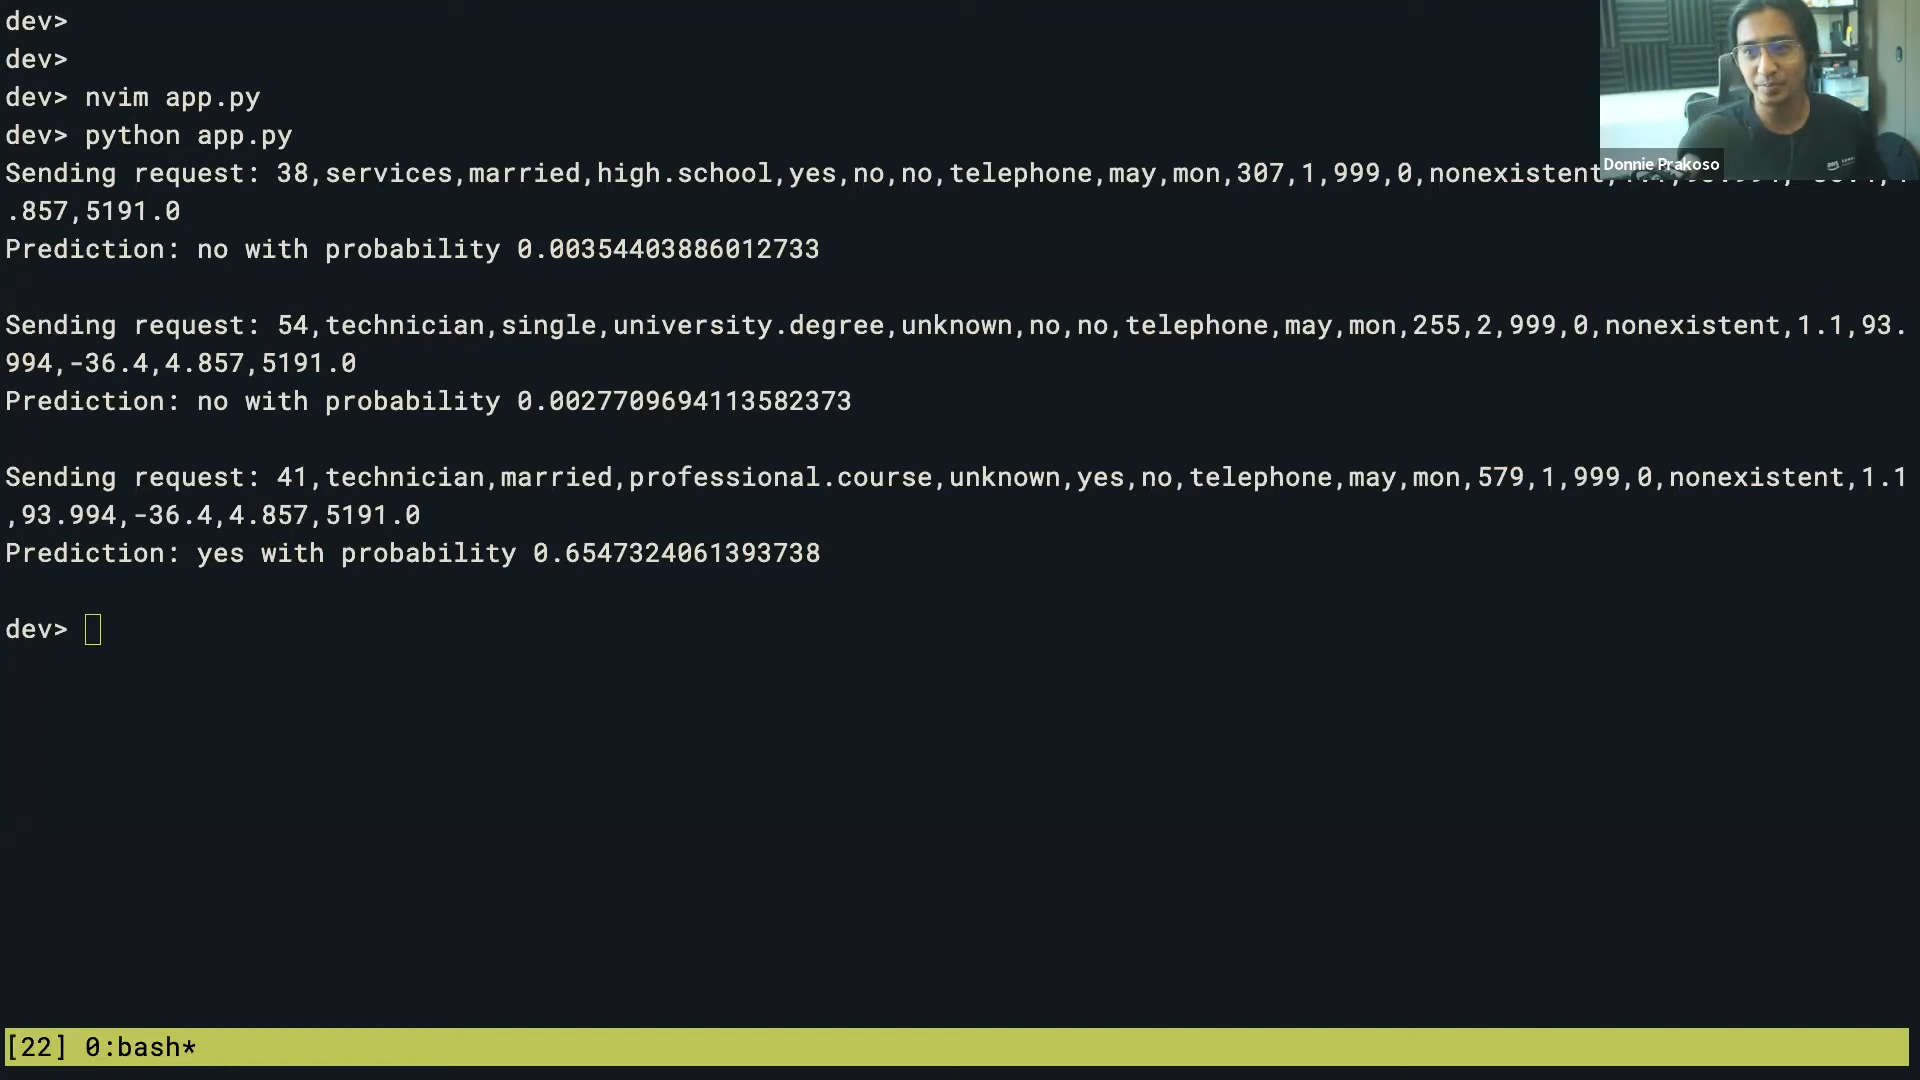 dev>
dev>
dev> nvim app.py
dev> python app.py
Sending request: 38,services,married,high.school,yes,no,no,telephone,may,mon,307,1,999,0,nonexistent
.857,5191.0
Prediction: no with probability 0.00354403886012733
Sending request: 54,technician,single,university.degree,unknown,no,no,telephone,may,mon,255,2,999,0,nonexistent,1.1,93.
994,-36.4,4.857,5191.0
Prediction: no with probability 0.0027709694113582373
Sending request: 41,technician,married,professional.course,unknown,yes,no,telephone,may,mon,579,1,999,0,nonexistent,1.1
,93.994,-36.4,4.857,5191.0
Prediction: yes with probability 0.6547324061393738
dev>
[22] 0:bash*
Donnie Prakoso
aws